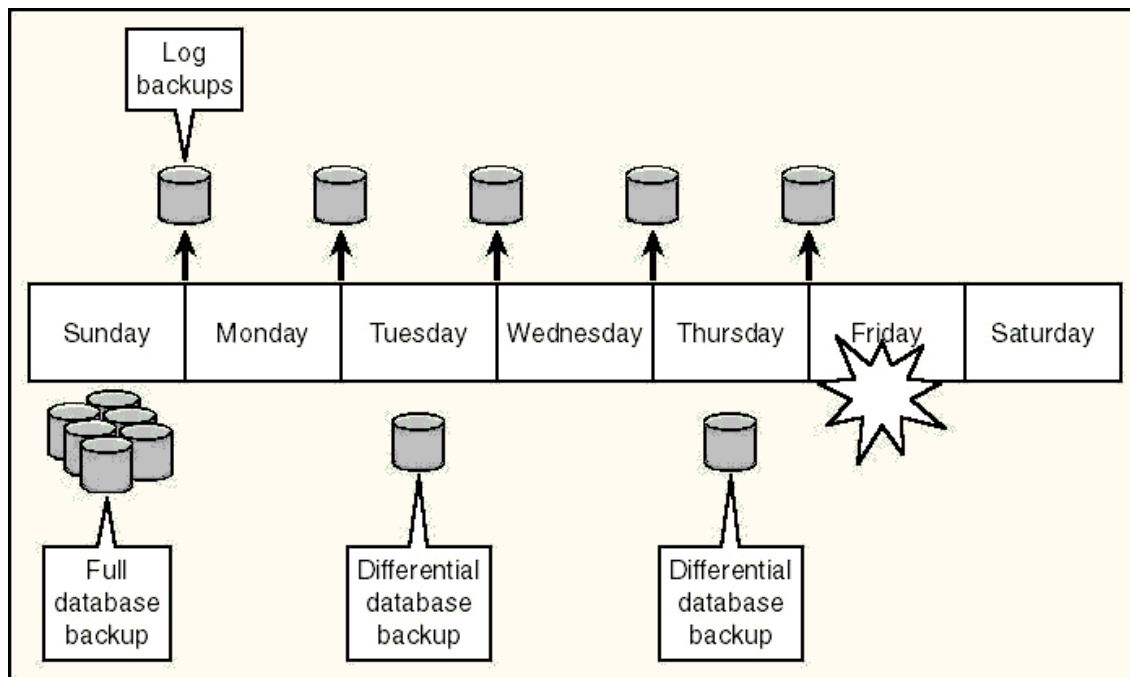 Log
backups
Sunday
Monday
Tuesday
Wednesday
Thursday
Friday
Saturday
Full
database
backup
Differential
database
backup
Differential
database
backup